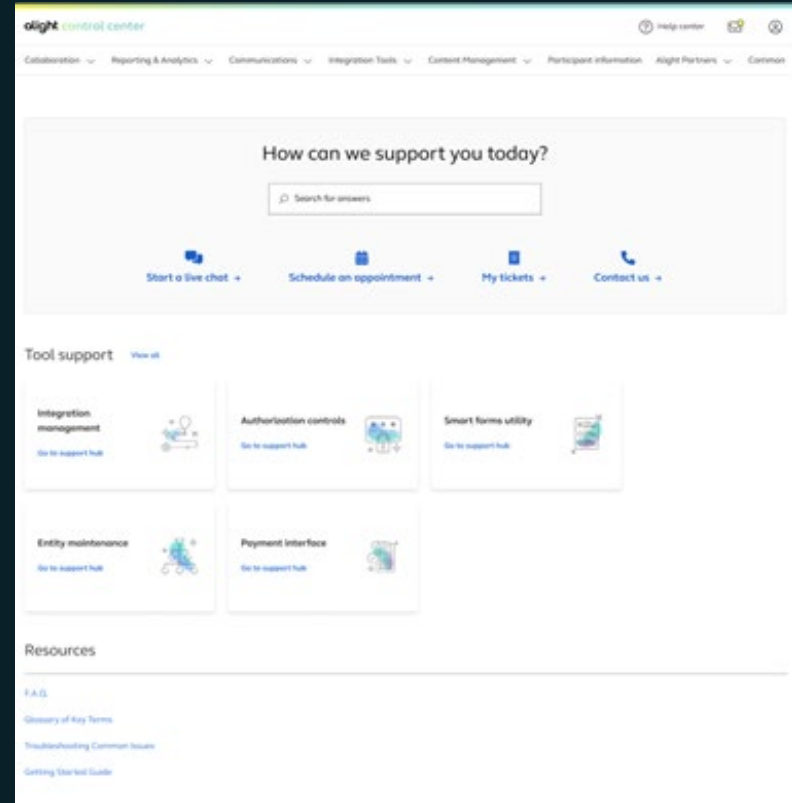 alight control center
Help center
Collaboration Reporting & Analytics Communications Integration Tools Content Management Participant information Alight Partners Common
How can we support you today?
Search for answers
Start a live chat → Schedule an appointment → My tickets → Contact us →
Tool support View all
Integration management
Go to support hub
Authorization controls
Go to support hub
Smart forms utility
Go to support hub
Entity maintenance
Go to support hub
Payment interface
Go to support hub
Resources
F.A.Q.
Glossary of Key Terms
Troubleshooting Common Issues
Getting Started Guide